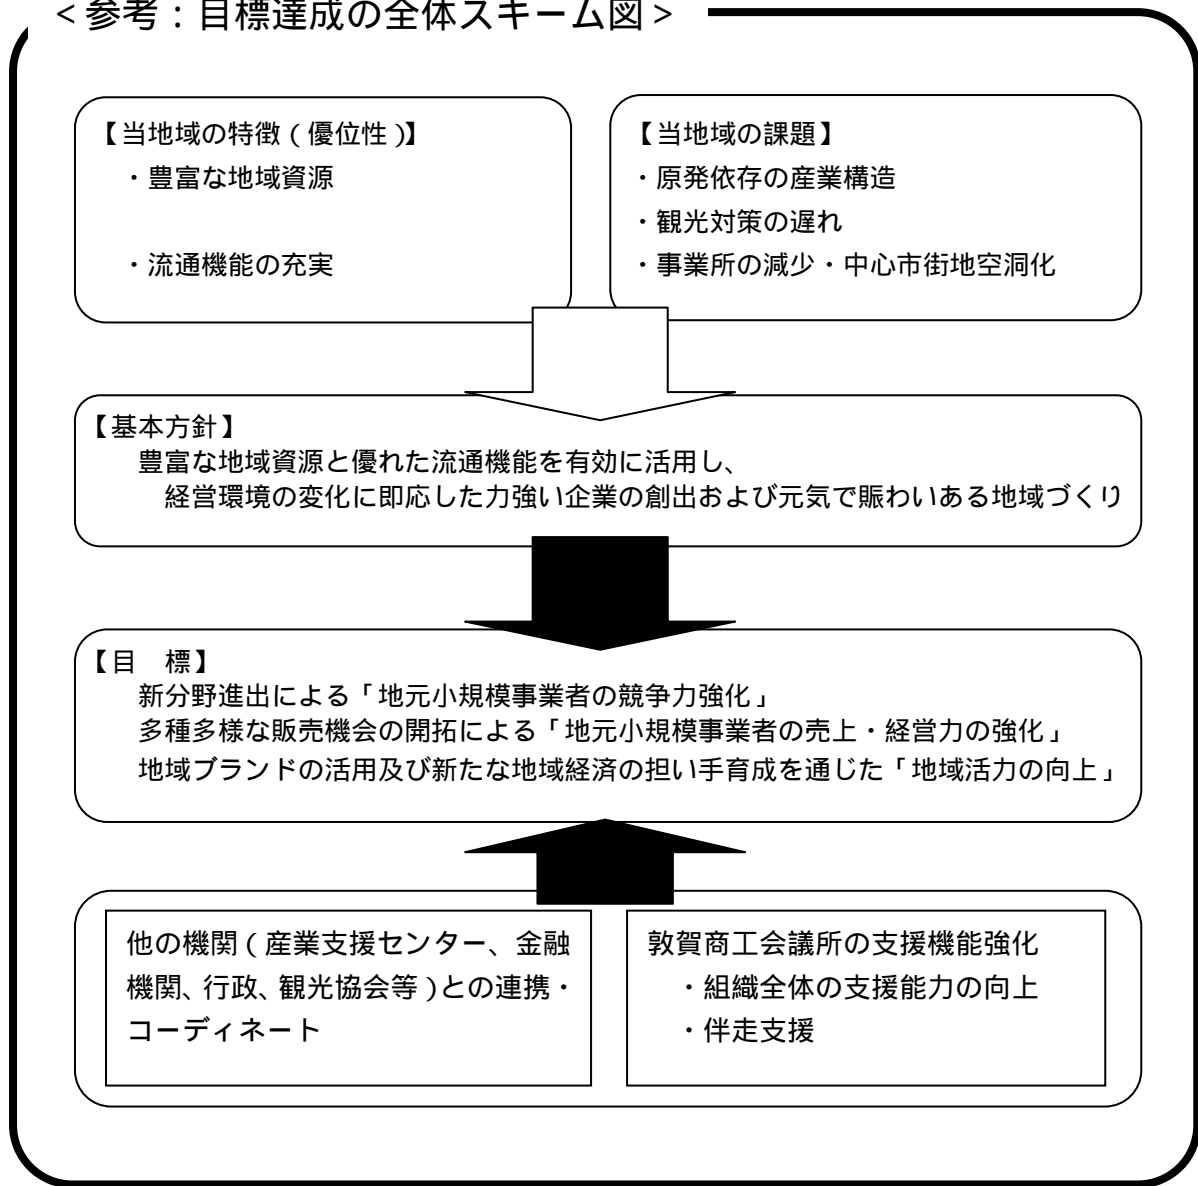 <参考：目標達成の全体スキーム図>
【当地域の特徴（優位性）】
・豊富な地域資源
・流通機能の充実
【当地域の課題】
・原発依存の産業構造
・観光対策の遅れ
・事業所の減少・中心市街地空洞化
【基本方針】
豊富な地域資源と優れた流通機能を有効に活用し、
経営環境の変化に即応した力強い企業の創出および元気で賑わいある地域づくり
【目　標】
新分野進出による「地元小規模事業者の競争力強化」
多種多様な販売機会の開拓による「地元小規模事業者の売上・経営力の強化」
地域ブランドの活用及び新たな地域経済の担い手育成を通じた「地域活力の向上」
他の機関（産業支援センター、金融
機関、行政、観光協会等）との連携・
コーディネート
敦賀商工会議所の支援機能強化
・組織全体の支援能力の向上
・伴走支援